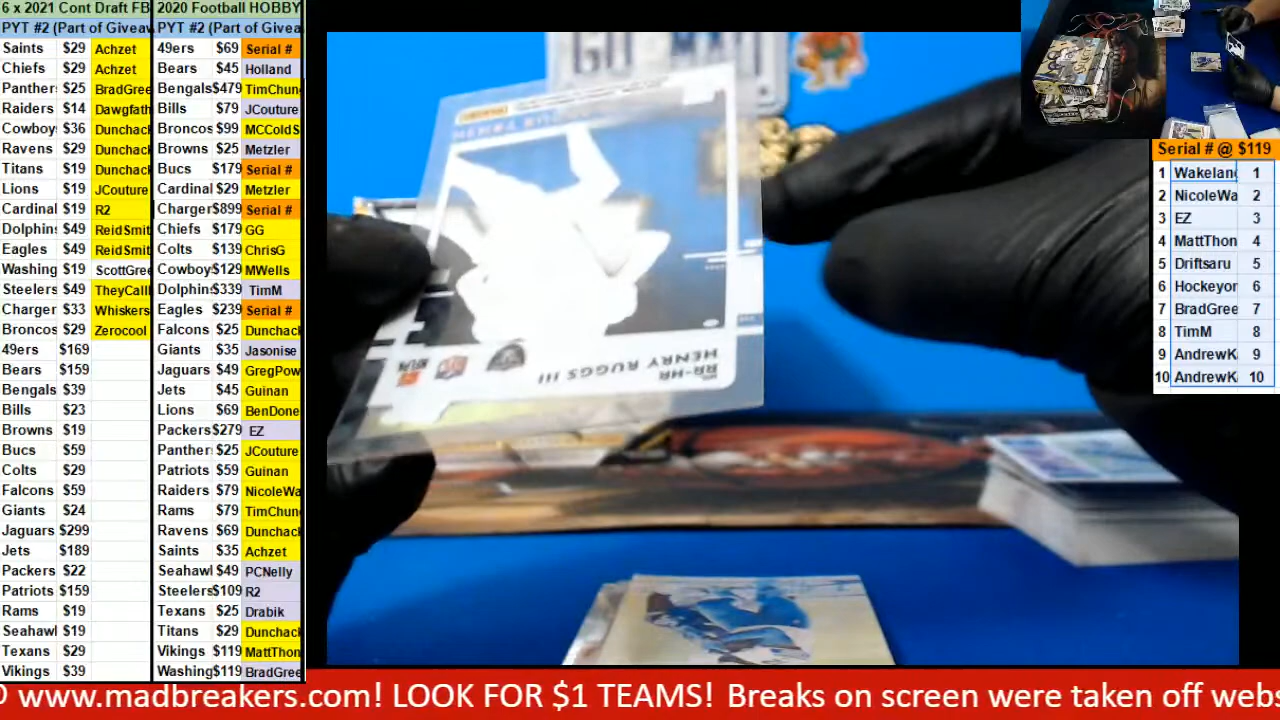 6 x 2021 Cont Draft FB
PYT #2 (Part of Giveaw
Saints $29 Achzet
Chiefs $29 Achzet
Panthers $25 BradGree
Raiders $14 Dawgfath
Cowboys $36 Dunchack
Ravens $29 Dunchack
Titans $19 Dunchack
Lions $19 JCouture
Cardinal $19 R2
Dolphins $49 ReidSmit
Eagles $49 ReidSmit
Washing $19 ScottGree
Steelers $49 TheyCalll
Charger $33 Whiskers
Broncos $29 Zerocool
49ers $169
Bears $159
Bengals $39
Bills $23
Browns $19
Bucs $59
Colts $29
Falcons $59
Giants $24
Jaguars $299
Jets $189
Packers $22
Patriots $159
Rams $19
Seahawl $19
Texans $29
Vikings $39
2020 Football HOBBY
PYT #2 (Part of Givea
49ers $69 Serial #
Bears $45 Holland
Bengals $479 TimChun
Bills $79 JCouture
Broncos $99 MCColdS
Browns $25 Metzler
Bucs $179 Serial #
Cardinal $29 Metzler
Charger $899 Serial #
Chiefs $179 GG
Colts $139 ChrisG
Cowboy $129 MWells
Dolphin $339 TimM
Eagles $239 Serial #
Falcons $25 Dunchack
Giants $35 Jasonise
Jaguars $49 GregPow
Jets $45 Guinan
Lions $69 BenDone
Packers $279 EZ
Panther $25 JCouture
Patriots $59 Guinan
Raiders $79 NicoleWa
Rams $79 TimChun
Ravens $69 Dunchack
Saints $35 Achzet
Seahawl $49 PCNelly
Steelers $109 R2
Texans $25 Drabik
Titans $29 Dunchack
Vikings $119 MattThon
Washing $119 BradGree
GIT MAD
RR-HR
HENRY RUGGS III
Serial # @ $119
1 Wakeland 1
2 NicoleWa 2
3 EZ 3
4 MattThon 4
5 Driftsaru 5
6 Hockeyor 6
7 BradGree 7
8 TimM 8
9 AndrewK 9
10 AndrewK 10
www.madbreakers.com! LOOK FOR $1 TEAMS! Breaks on screen were taken off webs